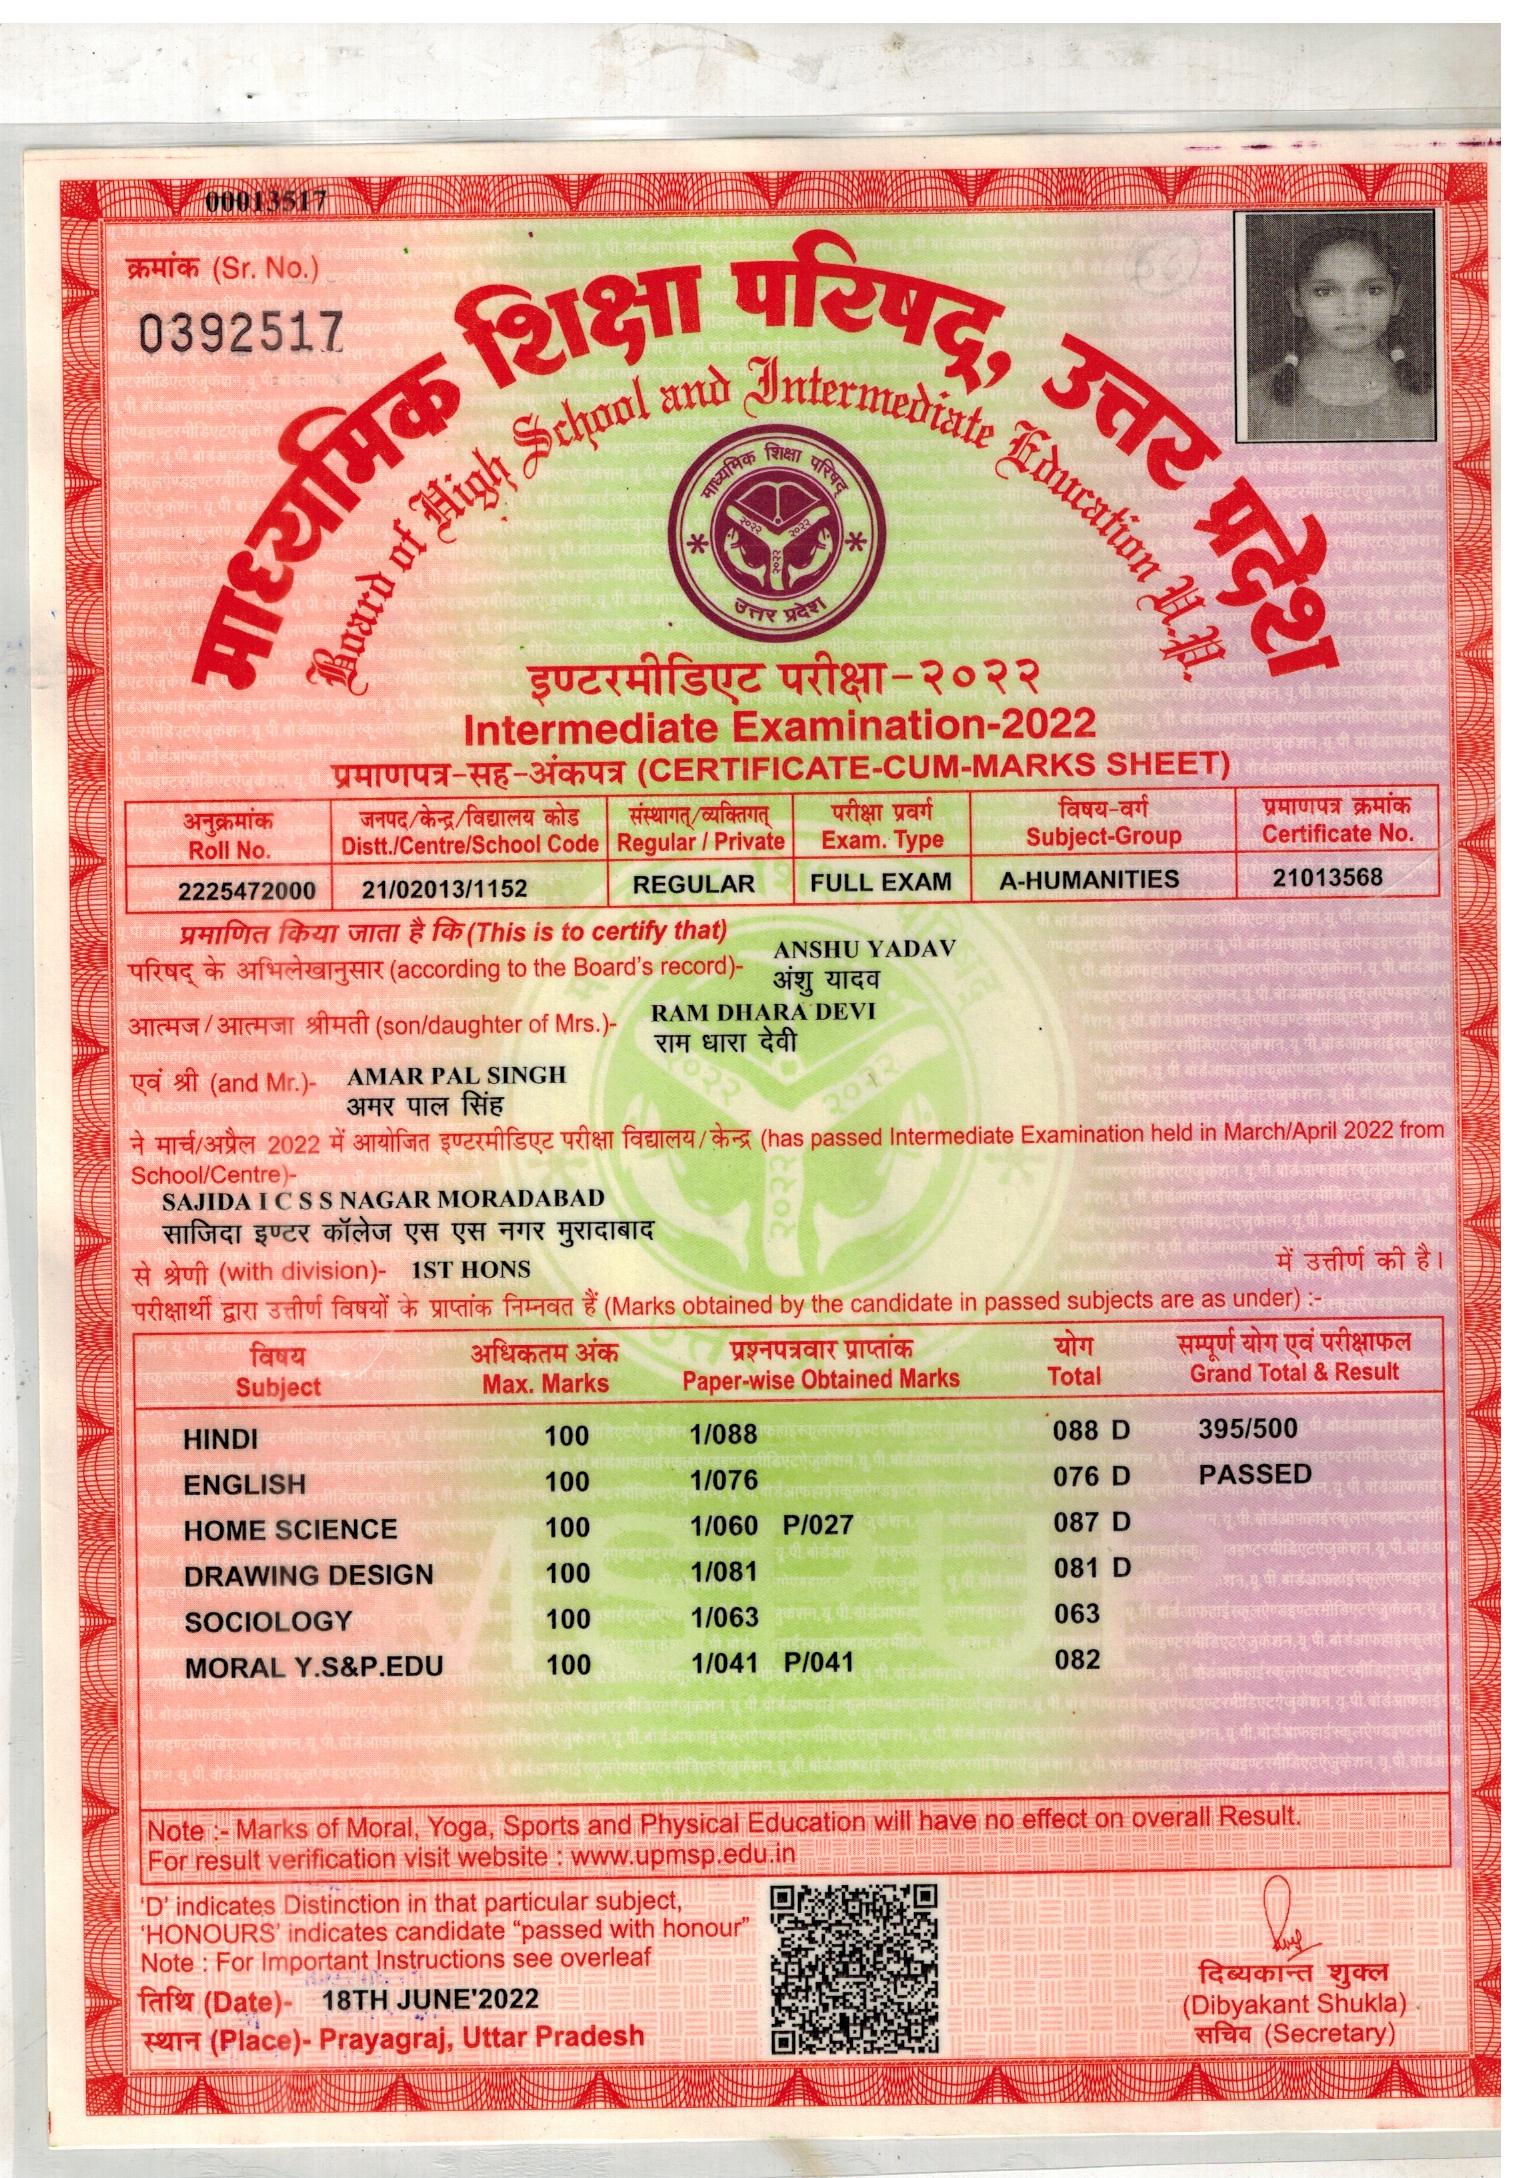 00013517
क्रमांक (Sr. No.)
0392517
माध्यमिक शिक्षा परिषद्, उत्तर प्रदेश
Board of High School and Intermediate Education U.P.
माध्यमिक शिक्षा परिषद्
२०२२ २०२२
२०२२
उत्तर प्रदेश
इण्टरमीडिएट परीक्षा-२०२२
Intermediate Examination-2022
प्रमाणपत्र-सह-अंकपत्र (CERTIFICATE-CUM-MARKS SHEET)
अनुक्रमांक जनपद/केन्द्र/विद्यालय कोड संस्थागत्/व्यक्तिगत् परीक्षा प्रवर्ग विषय-वर्ग प्रमाणपत्र क्रमांक
Roll No. Distt./Centre/School Code Regular / Private Exam. Type Subject-Group Certificate No.
2225472000 21/02013/1152 REGULAR FULL EXAM A-HUMANITIES 21013568
प्रमाणित किया जाता है कि (This is to certify that)
परिषद् के अभिलेखानुसार (according to the Board's record)- ANSHU YADAV
अंशु यादव
आत्मज/आत्मजा श्रीमती (son/daughter of Mrs.)- RAM DHARA DEVI
राम धारा देवी
एवं श्री (and Mr.)- AMAR PAL SINGH
अमर पाल सिंह
ने मार्च/अप्रैल 2022 में आयोजित इण्टरमीडिएट परीक्षा विद्यालय/केन्द्र (has passed Intermediate Examination held in March/April 2022 from
School/Centre)-
SAJIDA I C S S NAGAR MORADABAD
साजिदा इण्टर कॉलेज एस एस नगर मुरादाबाद
से श्रेणी (with division)- 1ST HONS में उत्तीर्ण की है।
परीक्षार्थी द्वारा उत्तीर्ण विषयों के प्राप्तांक निम्नवत हैं (Marks obtained by the candidate in passed subjects are as under) :-
विषय अधिकतम अंक प्रश्नपत्रवार प्राप्तांक योग सम्पूर्ण योग एवं परीक्षाफल
Subject Max. Marks Paper-wise Obtained Marks Total Grand Total & Result
HINDI 100 1/088 088 D 395/500
ENGLISH 100 1/076 076 D PASSED
HOME SCIENCE 100 1/060 P/027 087 D
DRAWING DESIGN 100 1/081 081 D
SOCIOLOGY 100 1/063 063
MORAL Y.S&P.EDU 100 1/041 P/041 082
Note :- Marks of Moral, Yoga, Sports and Physical Education will have no effect on overall Result.
For result verification visit website : www.upmsp.edu.in
'D' indicates Distinction in that particular subject,
'HONOURS' indicates candidate "passed with honour"
Note : For Important Instructions see overleaf
तिथि (Date)- 18TH JUNE'2022
स्थान (Place)- Prayagraj, Uttar Pradesh
दिब्यकान्त शुक्ल
(Dibyakant Shukla)
सचिव (Secretary)